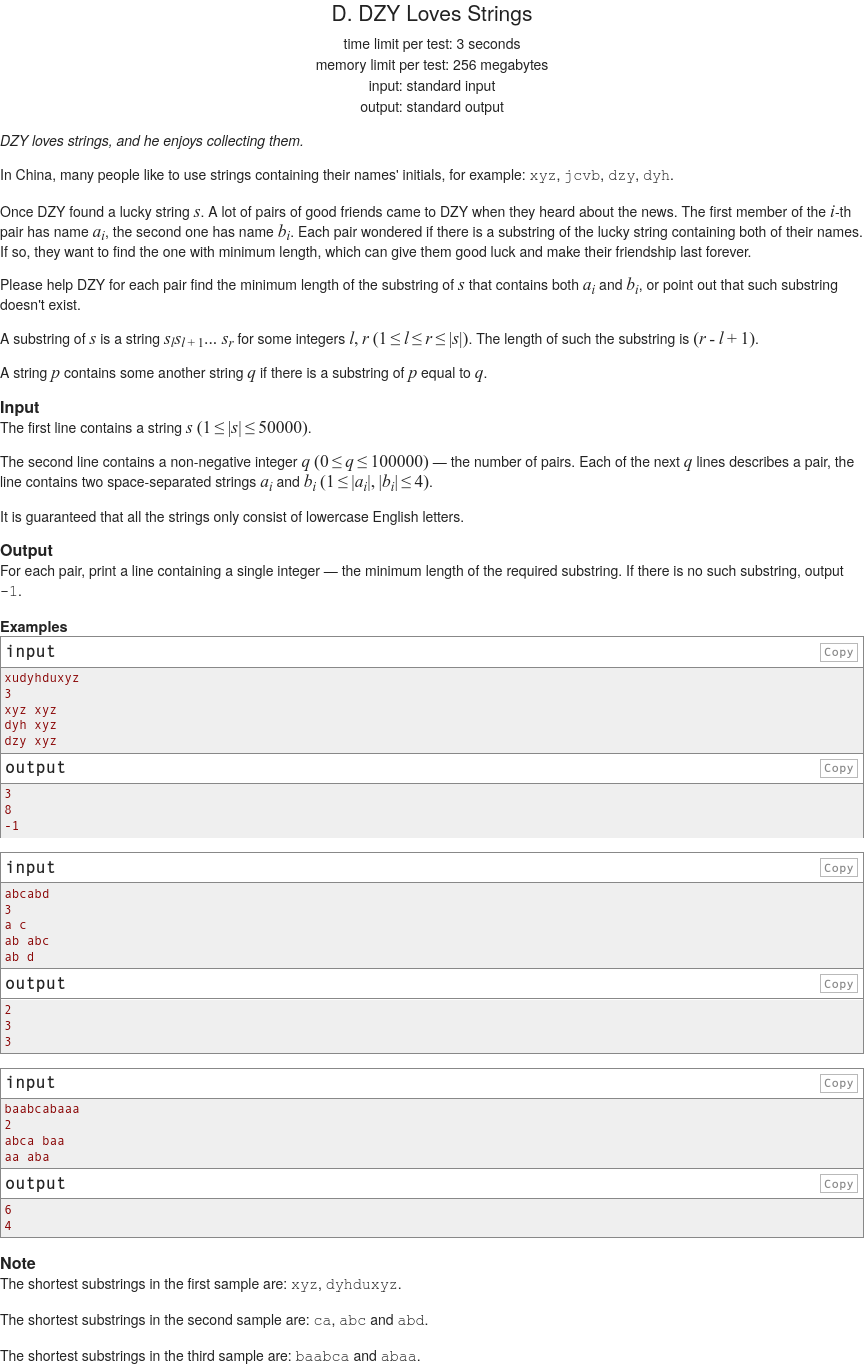 D. DZY Loves Strings
time limit per test: 3 seconds
memory limit per test: 256 megabytes
input: standard input
output: standard output
DZY loves strings, and he enjoys collecting them.
In China, many people like to use strings containing their names' initials, for example: xyz, jcvb, dzy, dyh.
Once DZY found a lucky string s. A lot of pairs of good friends came to DZY when they heard about the news. The first member of the i-th
pair has name a_i, the second one has name b_i. Each pair wondered if there is a substring of the lucky string containing both of their names.
If so, they want to find the one with minimum length, which can give them good luck and make their friendship last forever.
Please help DZY for each pair find the minimum length of the substring of s that contains both a_i and b_i, or point out that such substring
doesn't exist.
A substring of s is a string s_l s_{l + 1}... s_r for some integers l, r (1 ≤ l ≤ r ≤ |s|). The length of such the substring is (r - l + 1).
A string p contains some another string q if there is a substring of p equal to q.
Input
The first line contains a string s (1 ≤ |s| ≤ 50000).
The second line contains a non-negative integer q (0 ≤ q ≤ 100000) — the number of pairs. Each of the next q lines describes a pair, the
line contains two space-separated strings a_i and b_i (1 ≤ |a_i|, |b_i| ≤ 4).
It is guaranteed that all the strings only consist of lowercase English letters.
Output
For each pair, print a line containing a single integer — the minimum length of the required substring. If there is no such substring, output
-1.
Examples
input Copy
xudyhduxyz
3
xyz xyz
dyh xyz
dzy xyz
output Copy
3
8
-1
input Copy
abcabd
3
a c
ab abc
ab d
output Copy
2
3
3
input Copy
baabcabaaa
2
abca baa
aa aba
output Copy
6
4
Note
The shortest substrings in the first sample are: xyz, dyhduxyz.
The shortest substrings in the second sample are: ca, abc and abd.
The shortest substrings in the third sample are: baabca and abaa.